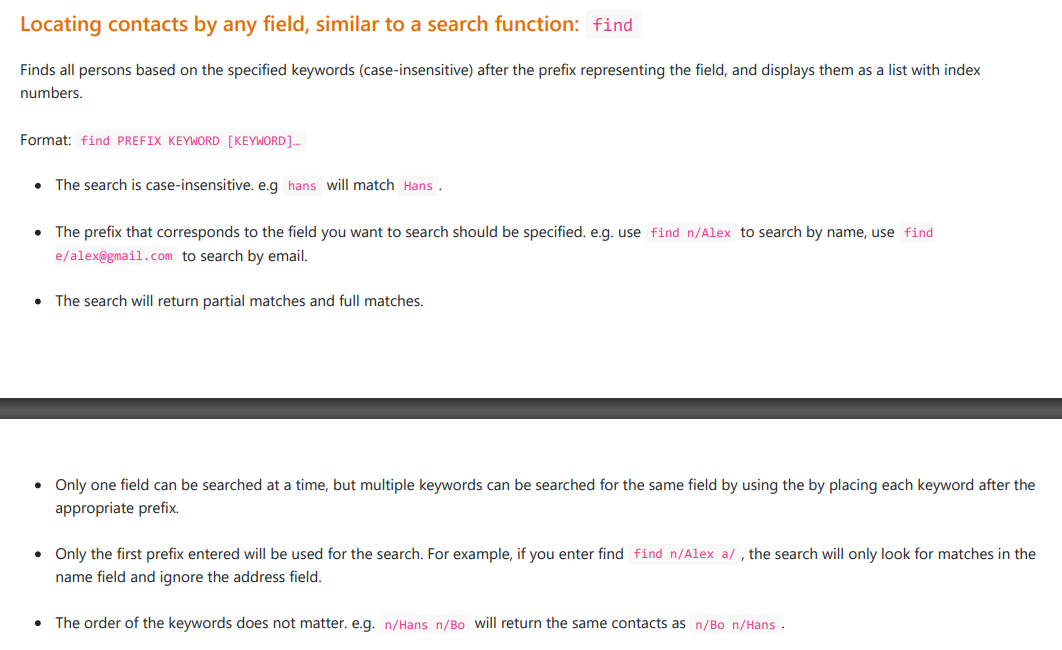 Locating contacts by any field, similar to a search function: find
Finds all persons based on the specified keywords (case-insensitive) after the prefix representing the field, and displays them as a list with index
numbers.
Format: find PREFIX KEYWORD [KEYWORD]…
• The search is case-insensitive. e.g hans will match Hans .
• The prefix that corresponds to the field you want to search should be specified. e.g. use find n/Alex to search by name, use find
e/alex@gmail.com to search by email.
• The search will return partial matches and full matches.
• Only one field can be searched at a time, but multiple keywords can be searched for the same field by using the by placing each keyword after the
appropriate prefix.
• Only the first prefix entered will be used for the search. For example, if you enter find find n/Alex a/ , the search will only look for matches in the
name field and ignore the address field.
• The order of the keywords does not matter. e.g. n/Hans n/Bo will return the same contacts as n/Bo n/Hans .